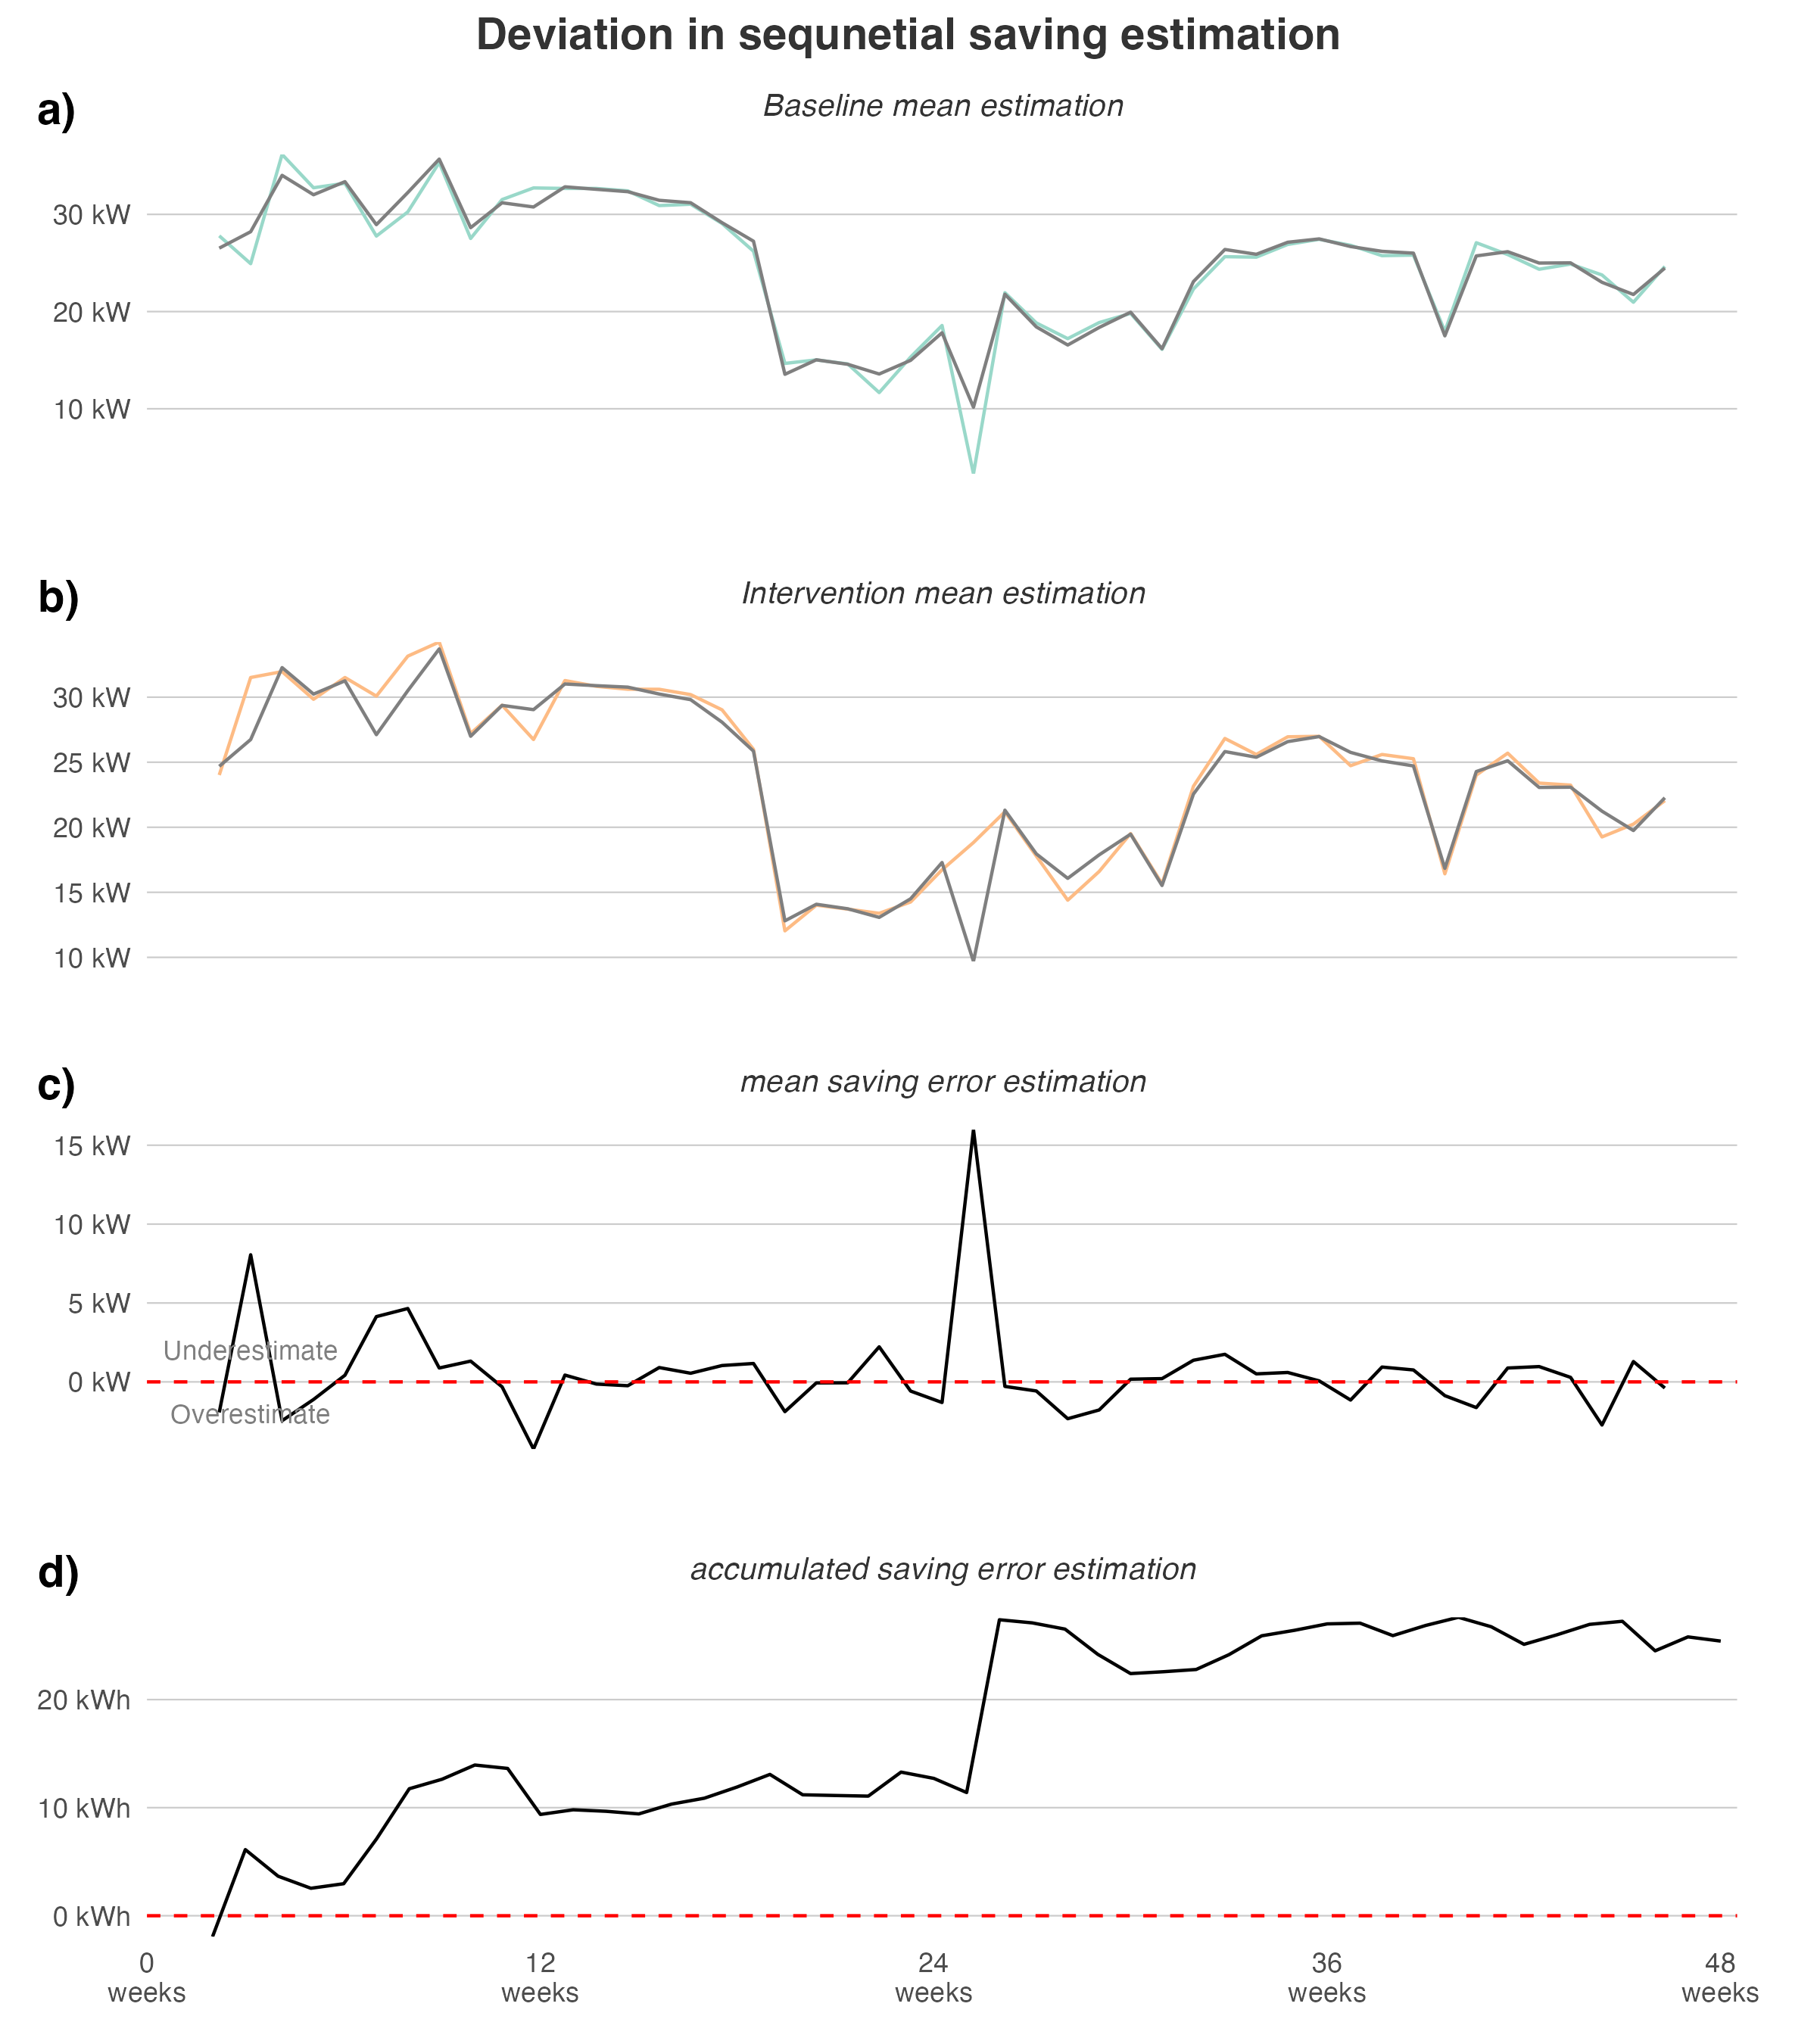 Deviation in sequnetial saving estimation
a)
Baseline mean estimation
30 kW
20 kW
10 kW
b)
Intervention mean estimation
30 kW
25 kW
20 kW
15 kW
10 kW
c)
mean saving error estimation
15 kW
10 kW
5 kW
Underestimate
0 kW
Overestimate
d)
accumulated saving error estimation
20 kWh
10 kWh
0 kWh
0 12 24 36 48
weeks weeks weeks weeks weeks